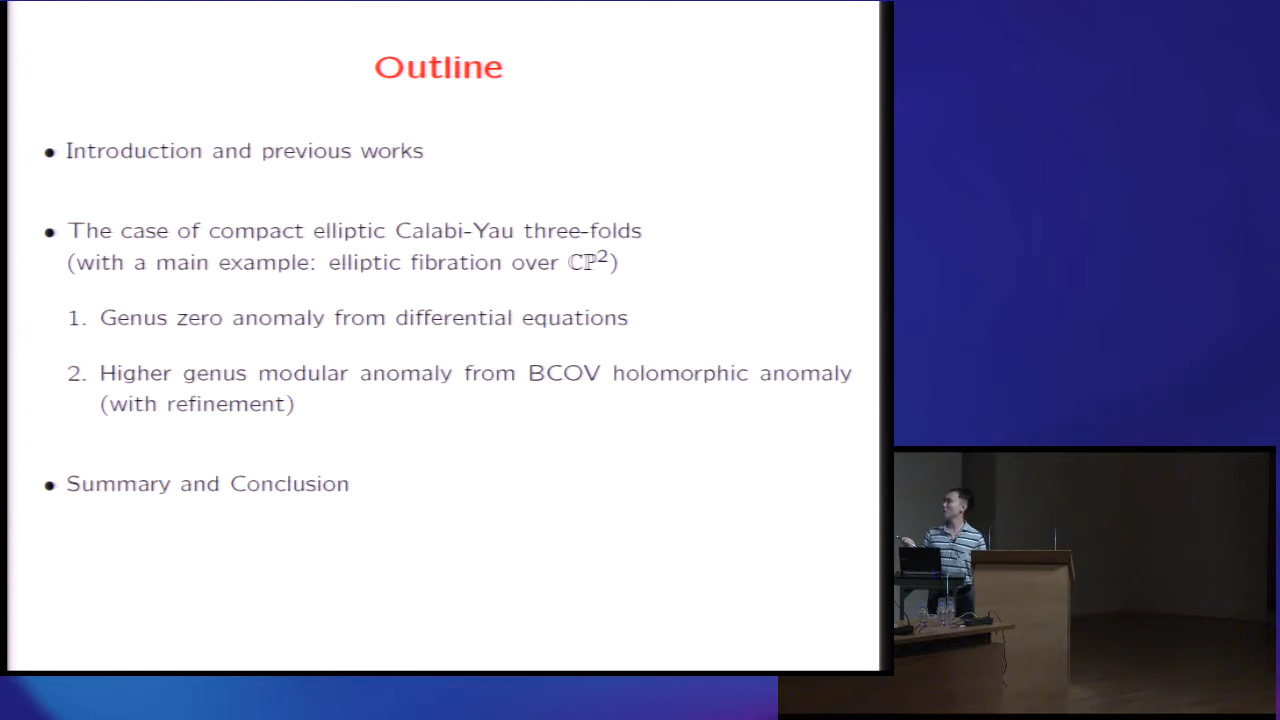 Outline
• Introduction and previous works
• The case of compact elliptic Calabi-Yau three-folds
(with a main example: elliptic fibration over ℂℙ²)
1. Genus zero anomaly from differential equations
2. Higher genus modular anomaly from BCOV holomorphic anomaly
(with refinement)
• Summary and Conclusion